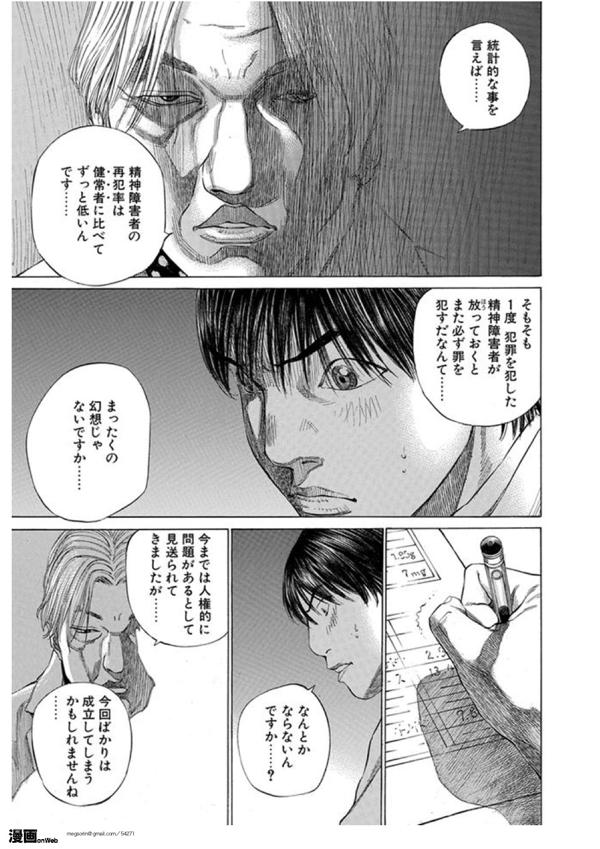 統計的な事を
言えば……
精神障害者の
再犯率は
健常者に比べて
ずっと低いん
です……
そもそも
1度 犯罪を犯した
精神障害者が
放っておくと
ほう
また必ず罪を
犯すだなんて……
まったくの
幻想じゃ
ないですか……
なんとか
ならないん
ですか……?
今までは人権的に
問題があるとして
見送られて
きましたが……
今回ばかりは
成立してしまう
かもしれませんね
……
漫画onWeb
megaorin@gmail.com/54271